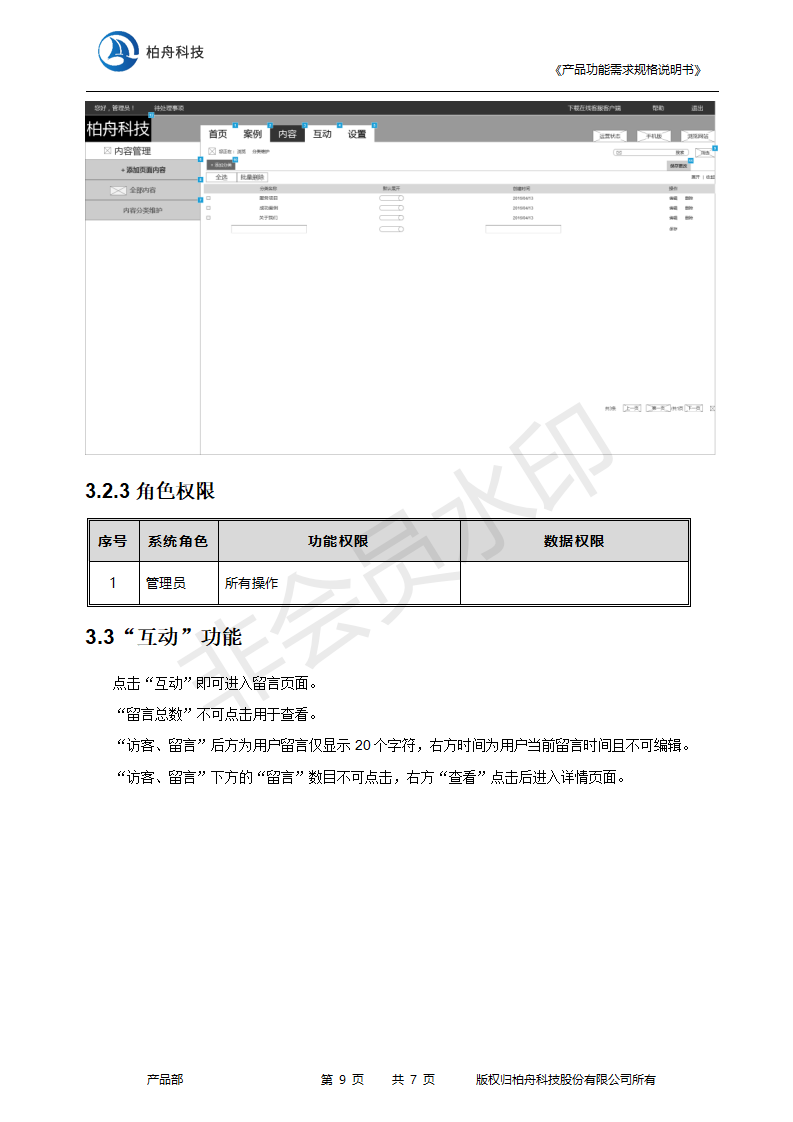 柏舟科技
《产品功能需求规格说明书》
您好，管理员！ 待处理事项 下载在线客服客户端 帮助 退出
柏舟科技
首页 案例 内容 互动 设置
运营状态 手机版 浏览网站
内容管理
搜索
+ 添加页面内容
全部内容
内容分类维护
全选 批量删除
分类名称 默认展开 创建时间 操作
2019/04/13 编辑 删除
成功案例 2019/04/13 编辑 删除
关于我们 2019/04/13 编辑 删除
上一页 第一页 下一页
3.2.3 角色权限
序号 系统角色 功能权限 数据权限
1 管理员 所有操作
3.3“互动”功能
点击“互动”即可进入留言页面。
“留言总数”不可点击用于查看。
“访客、留言”后方为用户留言仅显示 20 个字符，右方时间为用户当前留言时间且不可编辑。
“访客、留言”下方的“留言”数目不可点击，右方“查看”点击后进入详情页面。
非会员水印
产品部 第 9 页 共 7 页 版权归柏舟科技股份有限公司所有